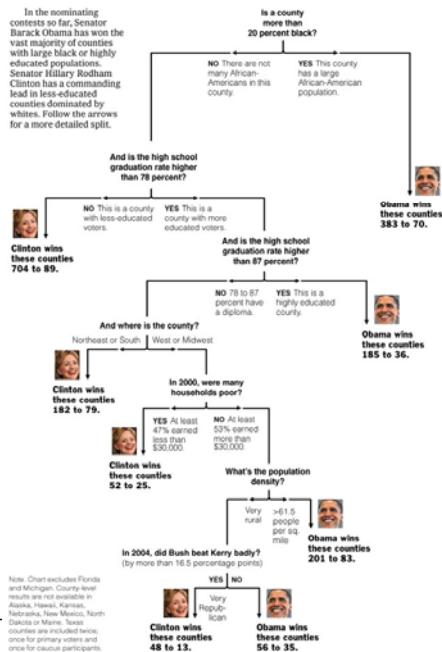 In the nominating
contests so far, Senator
Barack Obama has won the
vast majority of counties
with large black or highly
educated populations.
Senator Hillary Rodham
Clinton has a commanding
lead in less-educated
counties dominated by
whites. Follow the arrows
for a more detailed split.
Is a county
more than
20 percent black?
NO There are not
many African-
Americans in this
county.
YES This county
has a large
African-American
population.
And is the high school
graduation rate higher
than 78 percent?
Obama wins
these counties
383 to 70.
NO This is a county
with less-educated
voters.
YES This is a
county with more
educated voters.
Clinton wins
these counties
704 to 89.
And is the high school
graduation rate higher
than 87 percent?
NO 78 to 87
percent have
a diploma.
YES This is a
highly educated
county.
Obama wins
these counties
185 to 36.
And where is the county?
Northeast or South
West or Midwest
Clinton wins
these counties
182 to 79.
In 2000, were many
households poor?
YES At least
47% earned
less than
$30,000.
NO At least
53% earned
more than
$30,000.
Clinton wins
these counties
52 to 25.
What's the population
density?
Very
rural
>61.5
people
per sq.
mile
Obama wins
these counties
201 to 83.
In 2004, did Bush beat Kerry badly?
(by more than 16.5 percentage points)
YES
NO
Very
Repub-
lican
Clinton wins
these counties
48 to 13.
Obama wins
these counties
56 to 35.
Note: Chart excludes Florida
and Michigan. County-level
results are not available in
Alaska, Hawaii, Kansas,
Nebraska, New Mexico, North
Dakota or Maine. Texas
counties are included twice;
once for primary voters and
once for caucus participants.